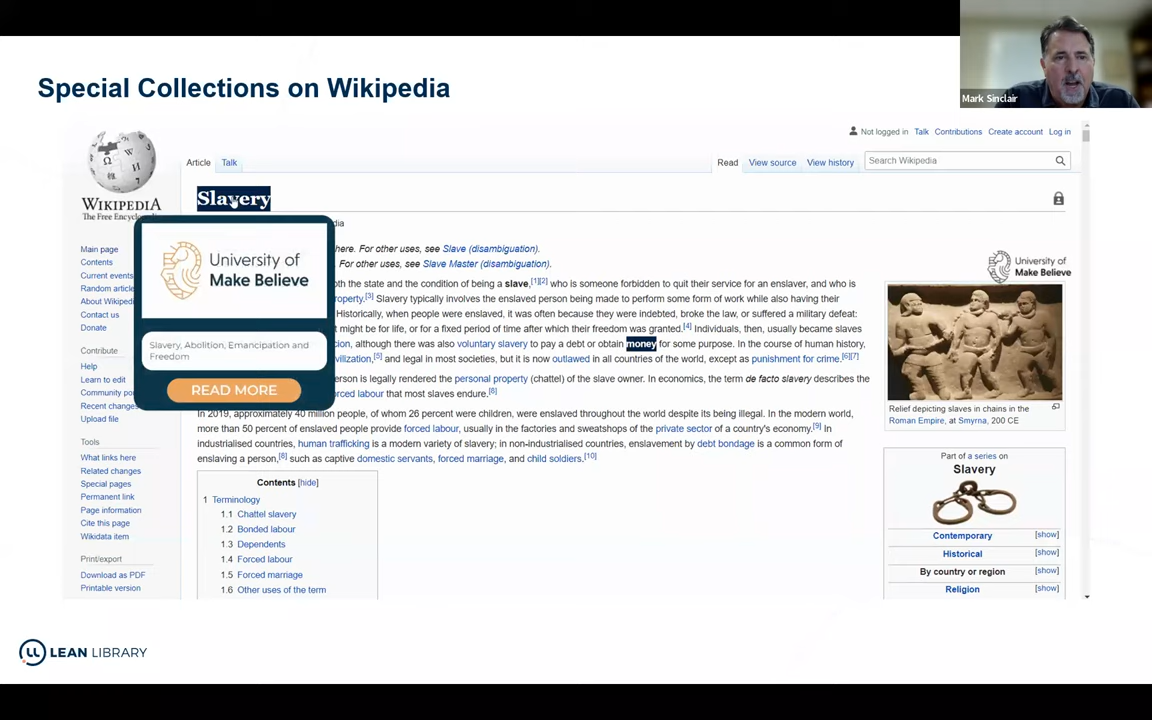 Mark Sinclair
Special Collections on Wikipedia
WIKIPEDIA
The Free Encyclopedia
Main page
Contents
Current events
Random article
About Wikipedia
Contact us
Donate
Contribute
Help
Learn to edit
Community por
Recent changes
Upload file
Tools
What links here
Related changes
Special pages
Permanent link
Page information
Cite this page
Wikidata item
Print/export
Download as PDF
Printable version
Not logged in Talk Contributions Create account Log in
Article Talk
Read View source View history Search Wikipedia
Slavery
dia
here. For other uses, see Slave (disambiguation).
. For other uses, see Slave Master (disambiguation).
oth the state and the condition of being a slave,[1][2] who is someone forbidden to quit their service for an enslaver, and who is
roperty.[3] Slavery typically involves the enslaved person being made to perform some form of work while also having their
Historically, when people were enslaved, it was often because they were indebted, broke the law, or suffered a military defeat:
t might be for life, or for a fixed period of time after which their freedom was granted.[4] Individuals, then, usually became slaves
cion, although there was also voluntary slavery to pay a debt or obtain money for some purpose. In the course of human history,
vilization,[5] and legal in most societies, but it is now outlawed in all countries of the world, except as punishment for crime.[6][7]
erson is legally rendered the personal property (chattel) of the slave owner. In economics, the term de facto slavery describes the
orced labour that most slaves endure.[8]
In 2019, approximately 40 million people, of whom 26 percent were children, were enslaved throughout the world despite its being illegal. In the modern world,
more than 50 percent of enslaved people provide forced labour, usually in the factories and sweatshops of the private sector of a country's economy.[9] In
industrialised countries, human trafficking is a modern variety of slavery; in non-industrialised countries, enslavement by debt bondage is a common form of
enslaving a person,[8] such as captive domestic servants, forced marriage, and child soldiers.[10]
University of
Make Believe
Slavery, Abolition, Emancipation and
Freedom
READ MORE
Contents [hide]
1 Terminology
1.1 Chattel slavery
1.2 Bonded labour
1.3 Dependents
1.4 Forced labour
1.5 Forced marriage
1.6 Other uses of the term
University of
Make Believe
Relief depicting slaves in chains in the
Roman Empire, at Smyrna, 200 CE
Part of a series on
Slavery
Contemporary [show]
Historical [show]
By country or region [show]
Religion [show]
LL LEAN LIBRARY